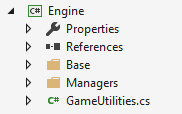 C# Engine
Properties
References
Base
Managers
C# GameUtilities.cs